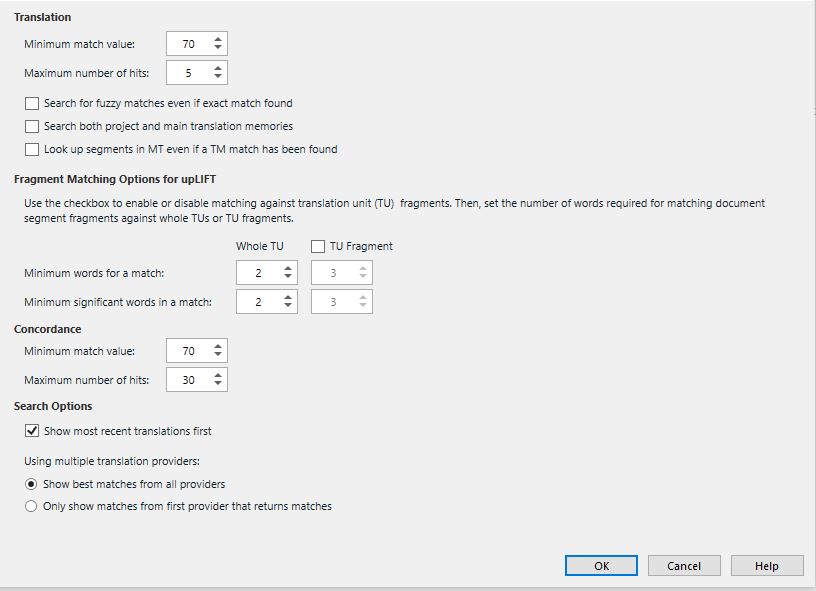 Translation
Minimum match value: 70
Maximum number of hits: 5
Search for fuzzy matches even if exact match found
Search both project and main translation memories
Look up segments in MT even if a TM match has been found
Fragment Matching Options for upLIFT
Use the checkbox to enable or disable matching against translation unit (TU) fragments. Then, set the number of words required for matching document
segment fragments against whole TUs or TU fragments.
Whole TU TU Fragment
Minimum words for a match: 2 3
Minimum significant words in a match: 2 3
Concordance
Minimum match value: 70
Maximum number of hits: 30
Search Options
Show most recent translations first
Using multiple translation providers:
Show best matches from all providers
Only show matches from first provider that returns matches
OK Cancel Help